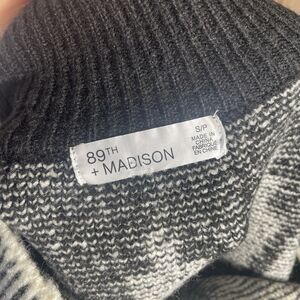 89TH
+ MADISON
S/P
MADE IN
CHINA
FABRIQUÉ
EN CHINE